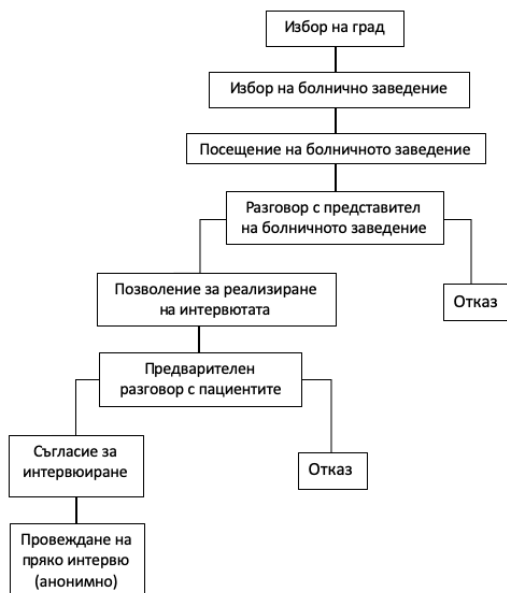 Избор на град
Избор на болнично заведение
Посещение на болничното заведение
Разговор с представител
на болничното заведение
Позволение за реализиране
на интервютата
Отказ
Предварителен
разговор с пациентите
Съгласие за
интервюиране
Отказ
Провеждане на
пряко интервю
(анонимно)